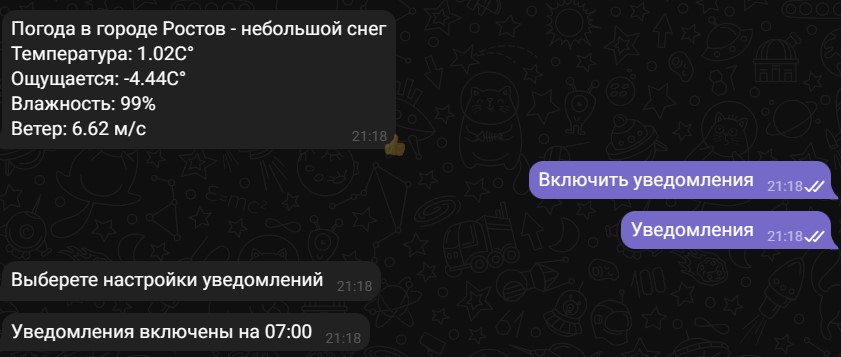 Погода в городе Ростов - небольшой снег
Температура: 1.02C°
Ощущается: -4.44C°
Влажность: 99%
Ветер: 6.62 м/с
21:18
Включить уведомления 21:18
Уведомления 21:18
Выберете настройки уведомлений 21:18
Уведомления включены на 07:00 21:18